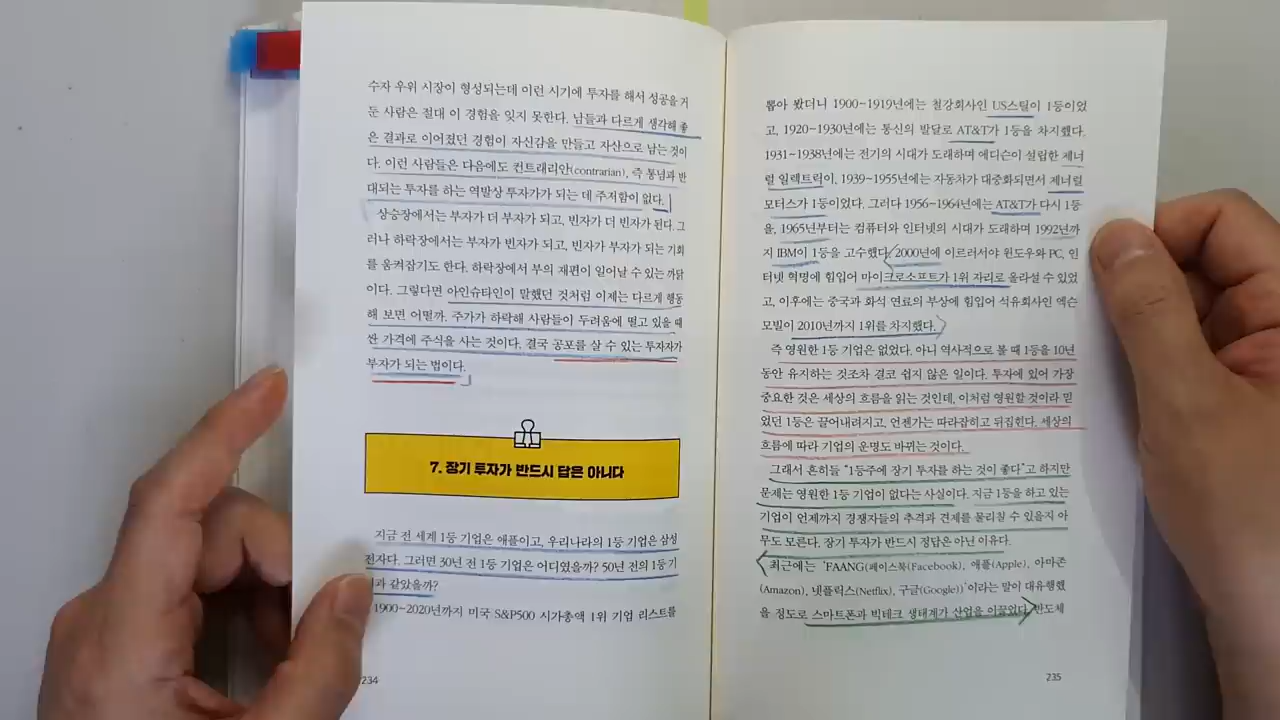 수자 우위 시장이 형성되는데 이런 시기에 투자를 해서 성공을 거
둔 사람은 절대 이 경험을 잊지 못한다. 남들과 다르게 생각해 좋
은 결과로 이어졌던 경험이 자신감을 만들고 자산으로 남는 것이
다. 이런 사람들은 다음에도 컨트래리안(contrarian), 즉 통념과 반
대되는 투자를 하는 역발상 투자가가 되는 데 주저함이 없다.
상승장에서는 부자가 더 부자가 되고, 빈자가 더 빈자가 된다. 그
러나 하락장에서는 부자가 빈자가 되고, 빈자가 부자가 되는 기회
를 움켜잡기도 한다. 하락장에서 부의 재편이 일어날 수 있는 까닭
이다. 그렇다면 아인슈타인이 말했던 것처럼 이제는 다르게 행동
해 보면 어떨까. 주가가 하락해 사람들이 두려움에 떨고 있을 때
싼 가격에 주식을 사는 것이다. 결국 공포를 살 수 있는 투자자가
부자가 되는 법이다.
7. 장기 투자가 반드시 답은 아니다
지금 전 세계 1등 기업은 애플이고, 우리나라의 1등 기업은 삼성
전자다. 그러면 30년 전 1등 기업은 어디였을까? 50년 전의 1등 기
과 같았을까?
1900~2020년까지 미국 S&P500 시가총액 1위 기업 리스트를
234
뽑아 봤더니 1900~1919년에는 철강회사인 US스틸이 1등이었
고, 1920~1930년에는 통신의 발달로 AT&T가 1등을 차지했다.
1931~1938년에는 전기의 시대가 도래하며 에디슨이 설립한 제너
럴 일렉트릭이, 1939~1955년에는 자동차가 대중화되면서 제너럴
모터스가 1등이었다. 그러다 1956~1964년에는 AT&T가 다시 1등
을, 1965년부터는 컴퓨터와 인터넷의 시대가 도래하며 1992년까
지 IBM이 1등을 고수했다. 2000년에 이르러서야 윈도우와 PC, 인
터넷 혁명에 힘입어 마이크로소프트가 1위 자리로 올라설 수 있었
고, 이후에는 중국과 화석 연료의 부상에 힘입어 석유회사인 엑슨
모빌이 2010년까지 1위를 차지했다.
즉 영원한 1등 기업은 없었다. 아니 역사적으로 볼 때 1등을 10년
동안 유지하는 것조차 결코 쉽지 않은 일이다. 투자에 있어 가장
중요한 것은 세상의 흐름을 읽는 것인데, 이처럼 영원할 것이라 믿
었던 1등은 끌어내려지고, 언젠가는 따라잡히고 뒤집힌다. 세상의
흐름에 따라 기업의 운명도 바뀌는 것이다.
그래서 흔히들 “1등주에 장기 투자를 하는 것이 좋다”고 하지만
문제는 영원한 1등 기업이 없다는 사실이다. 지금 1등을 하고 있는
기업이 언제까지 경쟁자들의 추격과 견제를 물리칠 수 있을지 아
무도 모른다. 장기 투자가 반드시 정답은 아닌 이유다.
최근에는 ‘FAANG(페이스북(Facebook), 애플(Apple), 아마존
(Amazon), 넷플릭스(Netflix), 구글(Google))’이라는 말이 대유행했
을 정도로 스마트폰과 빅테크 생태계가 산업을 이끌었다. 반도체
235